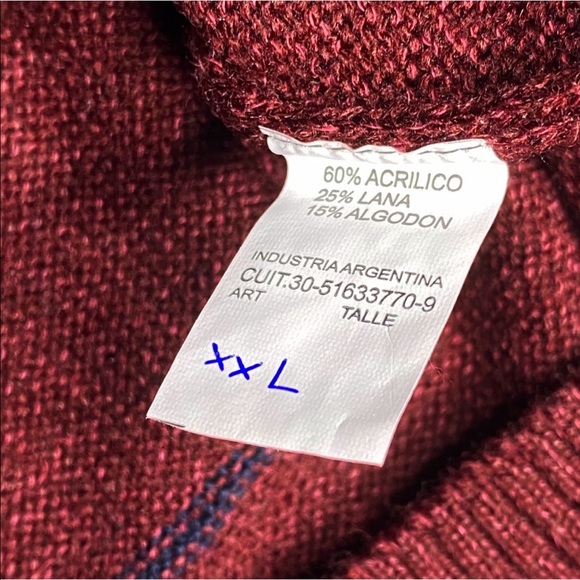 60% ACRILICO
25% LANA
15% ALGODON
INDUSTRIA ARGENTINA
CUIT.30-51633770-9
ART TALLE
XXL